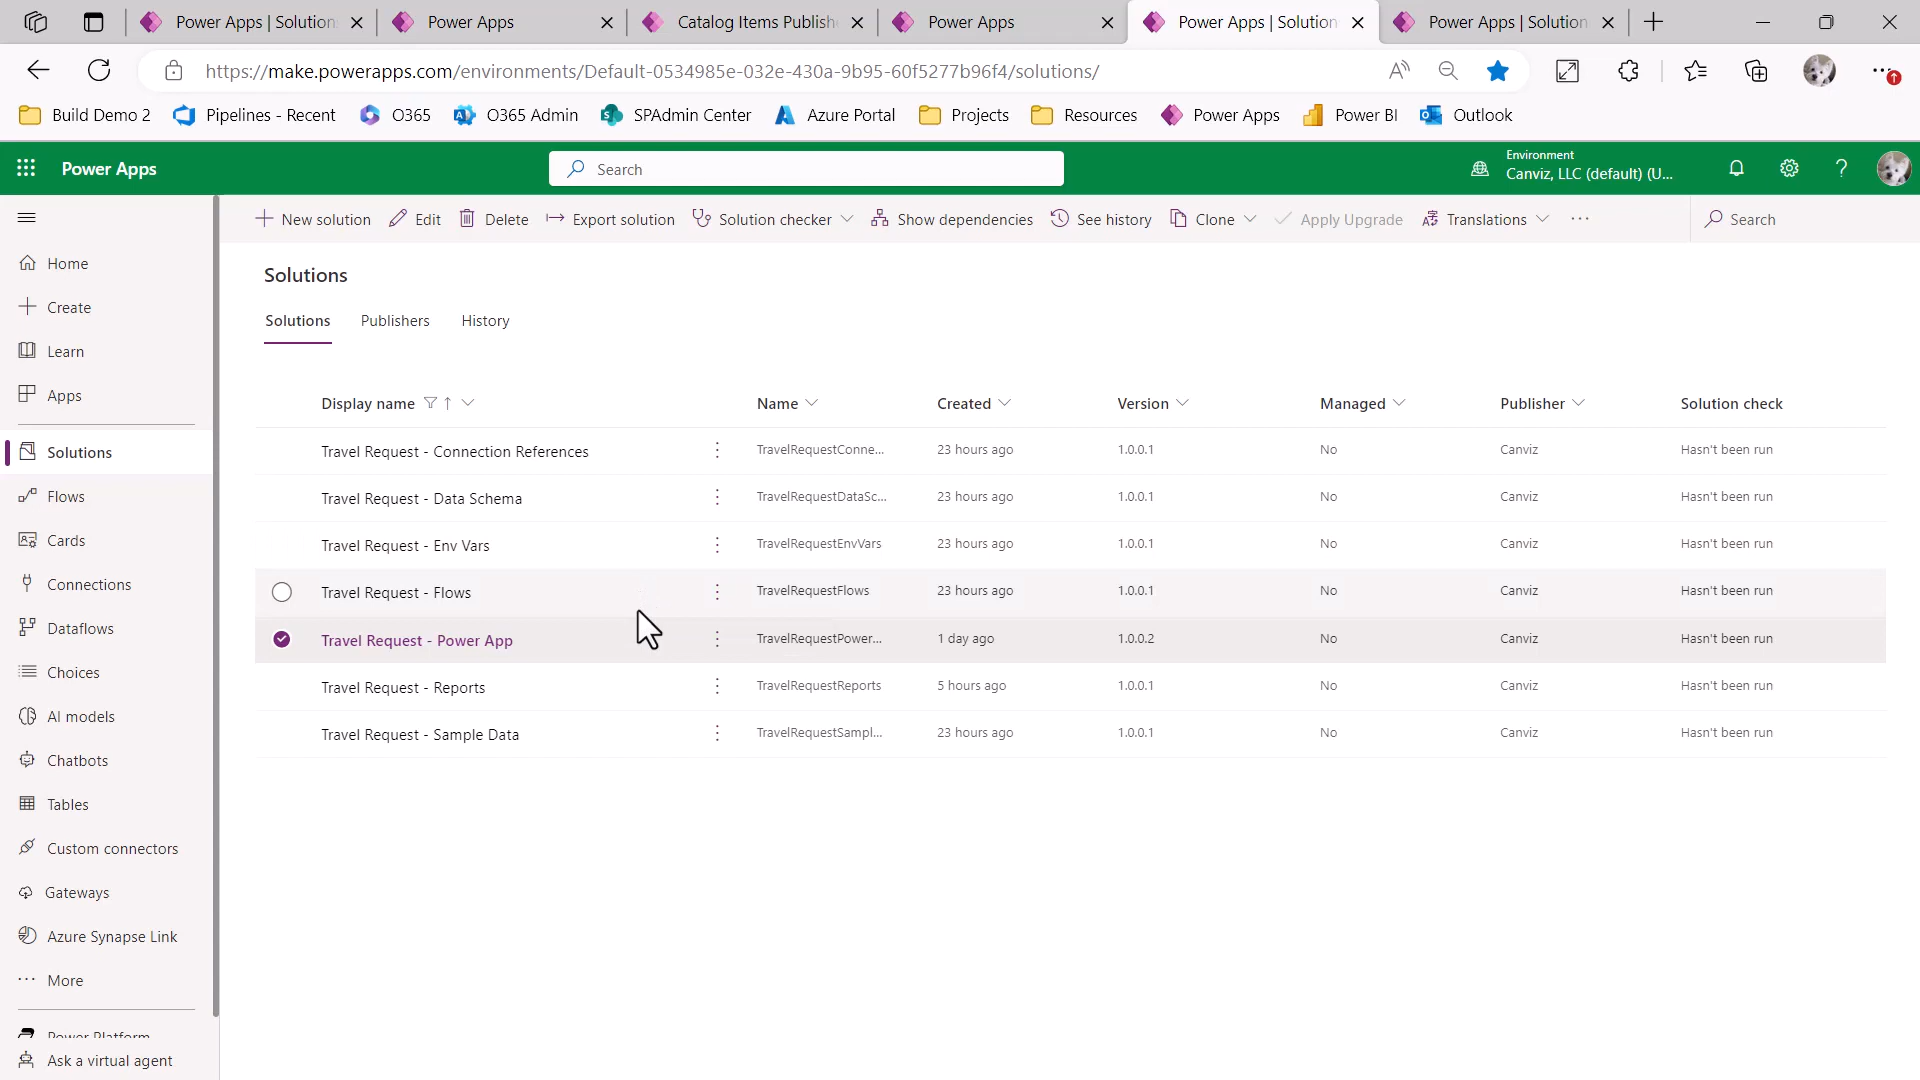 Power Apps | Solution
Power Apps
Catalog Items Publish
Power Apps
Power Apps | Solution
Power Apps | Solution
https://make.powerapps.com/environments/Default-0534985e-032e-430a-9b95-60f5277b96f4/solutions/
Build Demo 2
Pipelines - Recent
O365
O365 Admin
SPAdmin Center
Azure Portal
Projects
Resources
Power Apps
Power BI
Outlook
Power Apps
Search
Environment
Canviz, LLC (default) (U...
New solution
Edit
Delete
Export solution
Solution checker
Show dependencies
See history
Clone
Apply Upgrade
Translations
Search
Home
Create
Learn
Apps
Solutions
Flows
Cards
Connections
Dataflows
Choices
AI models
Chatbots
Tables
Custom connectors
Gateways
Azure Synapse Link
More
Power Platform
Ask a virtual agent
Solutions
Solutions Publishers History
Display name Name Created Version Managed Publisher Solution check
Travel Request - Connection References TravelRequestConne... 23 hours ago 1.0.0.1 No Canviz Hasn't been run
Travel Request - Data Schema TravelRequestDataSc... 23 hours ago 1.0.0.1 No Canviz Hasn't been run
Travel Request - Env Vars TravelRequestEnvVars 23 hours ago 1.0.0.1 No Canviz Hasn't been run
Travel Request - Flows TravelRequestFlows 23 hours ago 1.0.0.1 No Canviz Hasn't been run
Travel Request - Power App TravelRequestPower... 1 day ago 1.0.0.2 No Canviz Hasn't been run
Travel Request - Reports TravelRequestReports 5 hours ago 1.0.0.1 No Canviz Hasn't been run
Travel Request - Sample Data TravelRequestSampl... 23 hours ago 1.0.0.1 No Canviz Hasn't been run